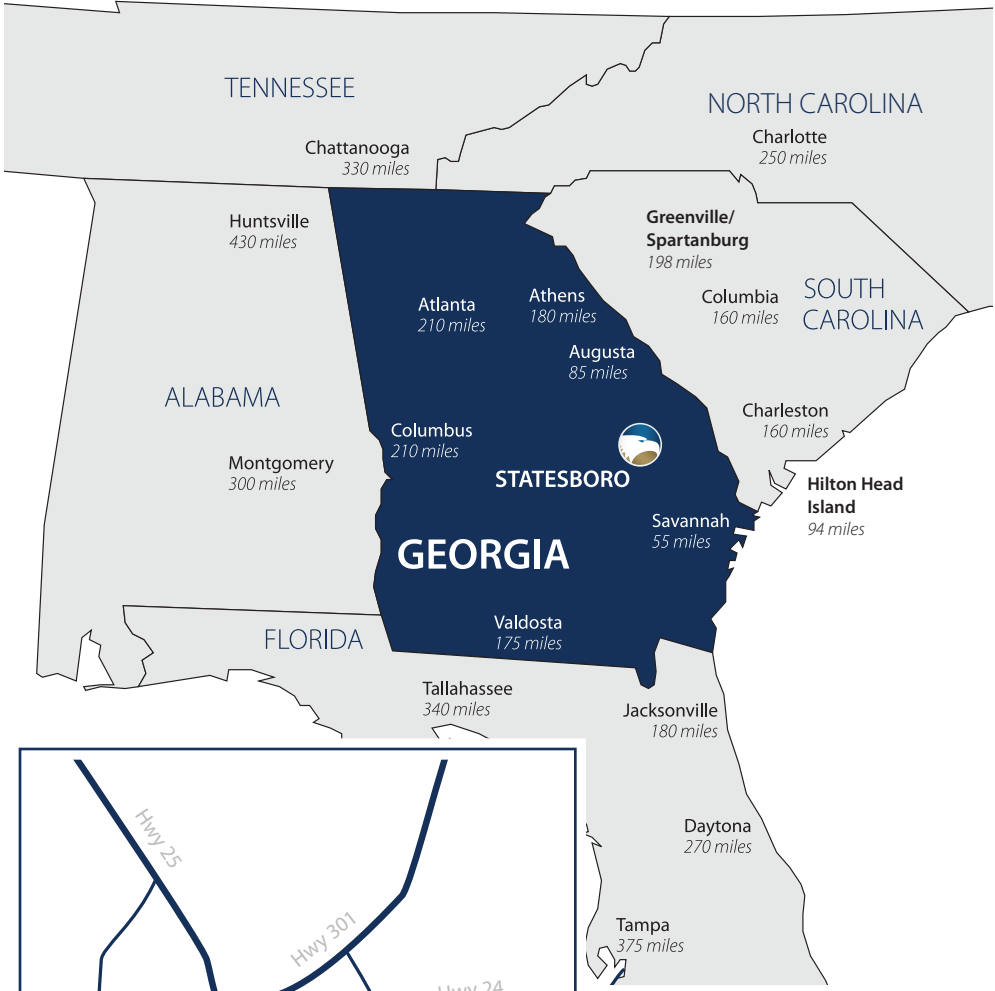 TENNESSEE
NORTH CAROLINA
Charlotte
250 miles
Chattanooga
330 miles
Huntsville
430 miles
Greenville/
Spartanburg
198 miles
Atlanta
210 miles
Athens
180 miles
Columbia
160 miles
SOUTH
CAROLINA
Augusta
85 miles
ALABAMA
Charleston
160 miles
Columbus
210 miles
Montgomery
300 miles
STATESBORO
Hilton Head
Island
94 miles
Savannah
55 miles
GEORGIA
Valdosta
175 miles
FLORIDA
Tallahassee
340 miles
Jacksonville
180 miles
Hwy 25
Daytona
270 miles
Hwy 301
Tampa
375 miles
Hwy 24